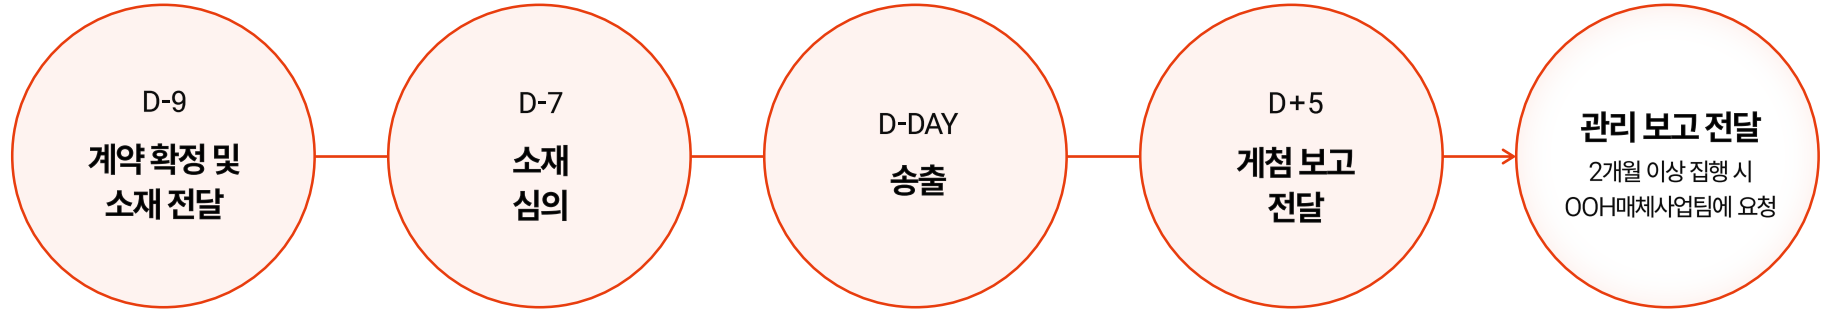 D-9
계약 확정 및
소재 전달
D-7
소재
심의
D-DAY
송출
D+5
게첨 보고
전달
관리 보고 전달
2개월 이상 집행 시
OOH매체사업팀에 요청